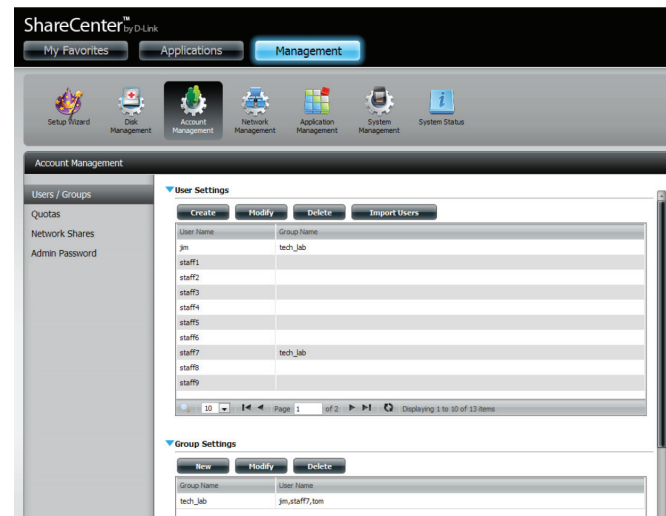 ShareCenter™ by D-Link
My Favorites Applications Management
Setup Wizard Disk Management Account Management Network Management Application Management System Management System Status
Account Management
Users / Groups
Quotas
Network Shares
Admin Password
User Settings
Create Modify Delete Import Users
User Name Group Name
jim tech_lab
staff1
staff2
staff3
staff4
staff5
staff6
staff7 tech_lab
staff8
staff9
10 Page 1 of 2 Displaying 1 to 10 of 13 items
Group Settings
New Modify Delete
Group Name User Name
tech_lab jim,staff7,tom